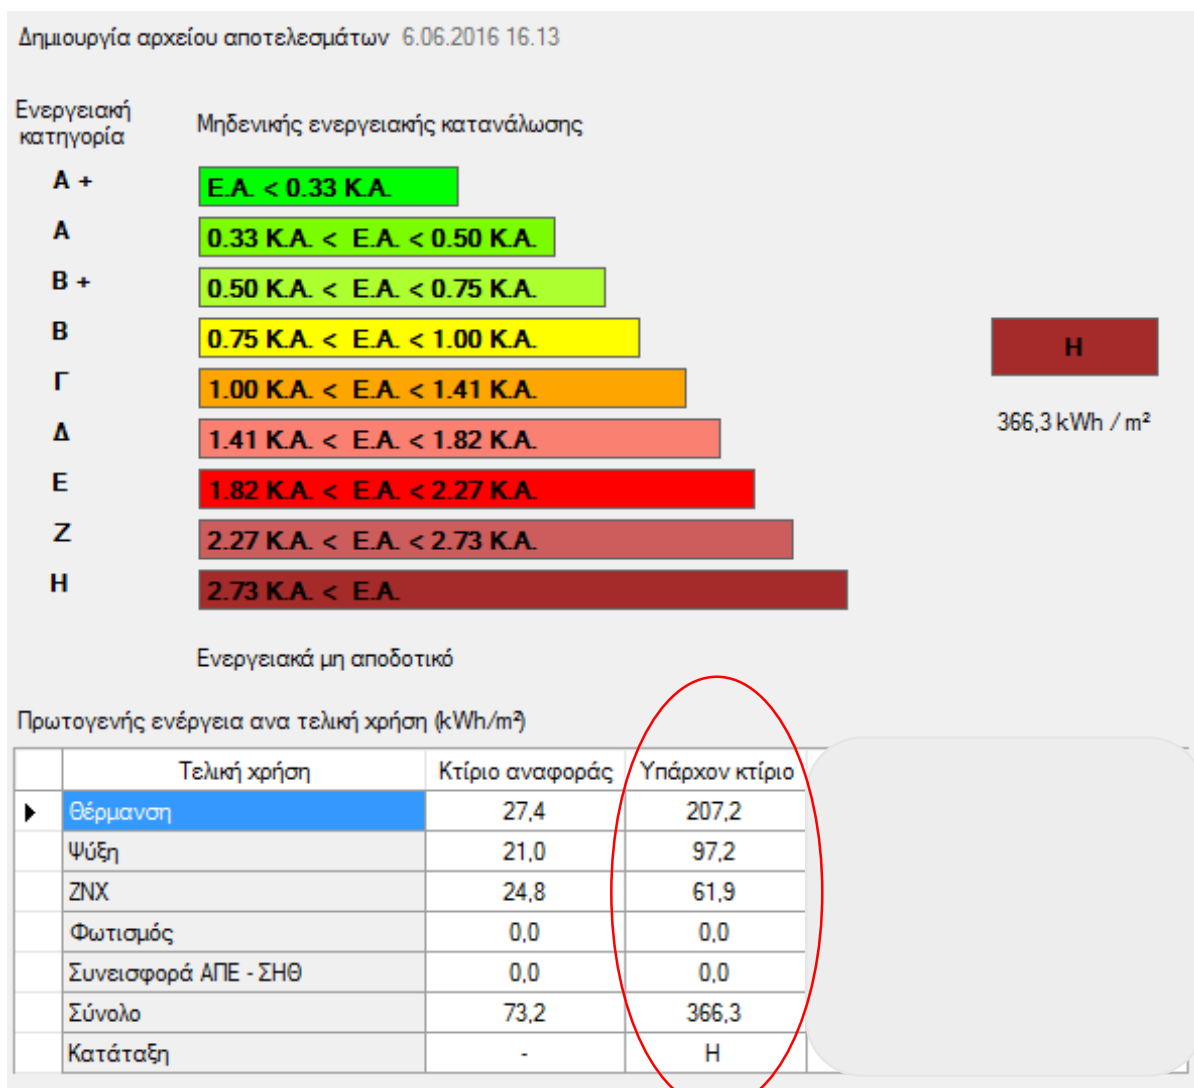 Δημιουργία αρχείου αποτελεσμάτων 6.06.2016 16.13
Ενεργειακή
κατηγορία
Μηδενικής ενεργειακής κατανάλωσης
Α +
Ε.Α. < 0.33 Κ.Α.
Α
0.33 Κ.Α. < Ε.Α. < 0.50 Κ.Α.
Β +
0.50 Κ.Α. < Ε.Α. < 0.75 Κ.Α.
Β
0.75 Κ.Α. < Ε.Α. < 1.00 Κ.Α.
Η
Γ
1.00 Κ.Α. < Ε.Α. < 1.41 Κ.Α.
366,3 kWh / m²
Δ
1.41 Κ.Α. < Ε.Α. < 1.82 Κ.Α.
Ε
1.82 Κ.Α. < Ε.Α. < 2.27 Κ.Α.
Ζ
2.27 Κ.Α. < Ε.Α. < 2.73 Κ.Α.
Η
2.73 Κ.Α. < Ε.Α.
Ενεργειακά μη αποδοτικό
Πρωτογενής ενέργεια ανα τελική χρήση (kWh/m²)
Τελική χρήση Κτίριο αναφοράς Υπάρχον κτίριο
Θέρμανση 27,4 207,2
Ψύξη 21,0 97,2
ΖΝΧ 24,8 61,9
Φωτισμός 0,0 0,0
Συνεισφορά ΑΠΕ - ΣΗΘ 0,0 0,0
Σύνολο 73,2 366,3
Κατάταξη - Η